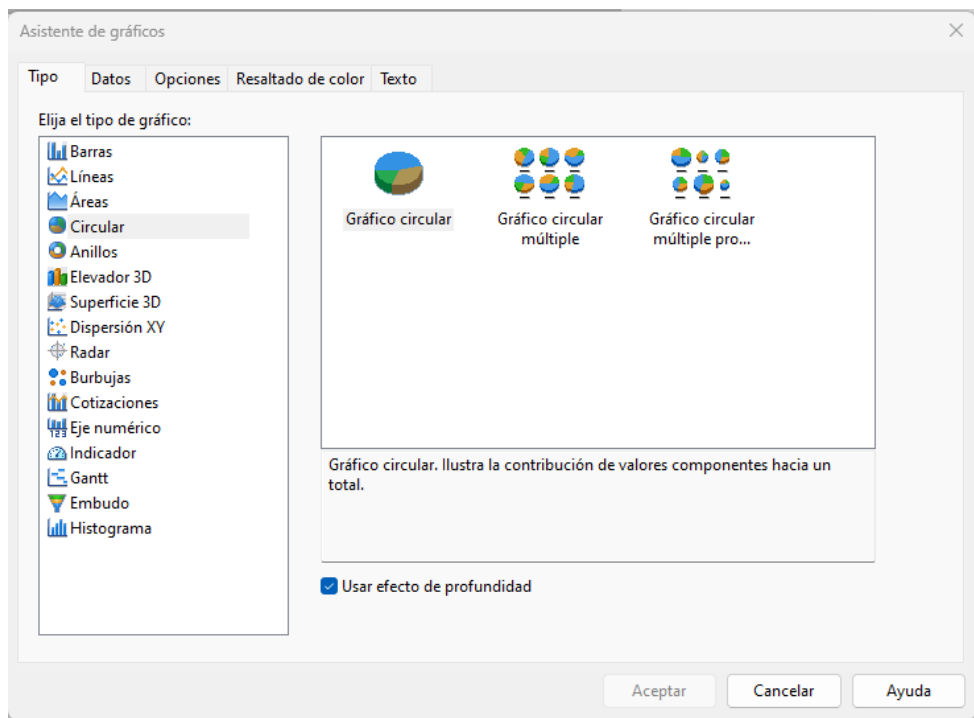 Asistente de gráficos
Tipo Datos Opciones Resaltado de color Texto
Elija el tipo de gráfico:
Barras
Líneas
Áreas
Circular
Anillos
Elevador 3D
Superficie 3D
Dispersión XY
Radar
Burbujas
Cotizaciones
Eje numérico
Indicador
Gantt
Embudo
Histograma
Gráfico circular
Gráfico circular
múltiple
Gráfico circular
múltiple pro...
Gráfico circular. Ilustra la contribución de valores componentes hacia un
total.
Usar efecto de profundidad
Aceptar Cancelar Ayuda